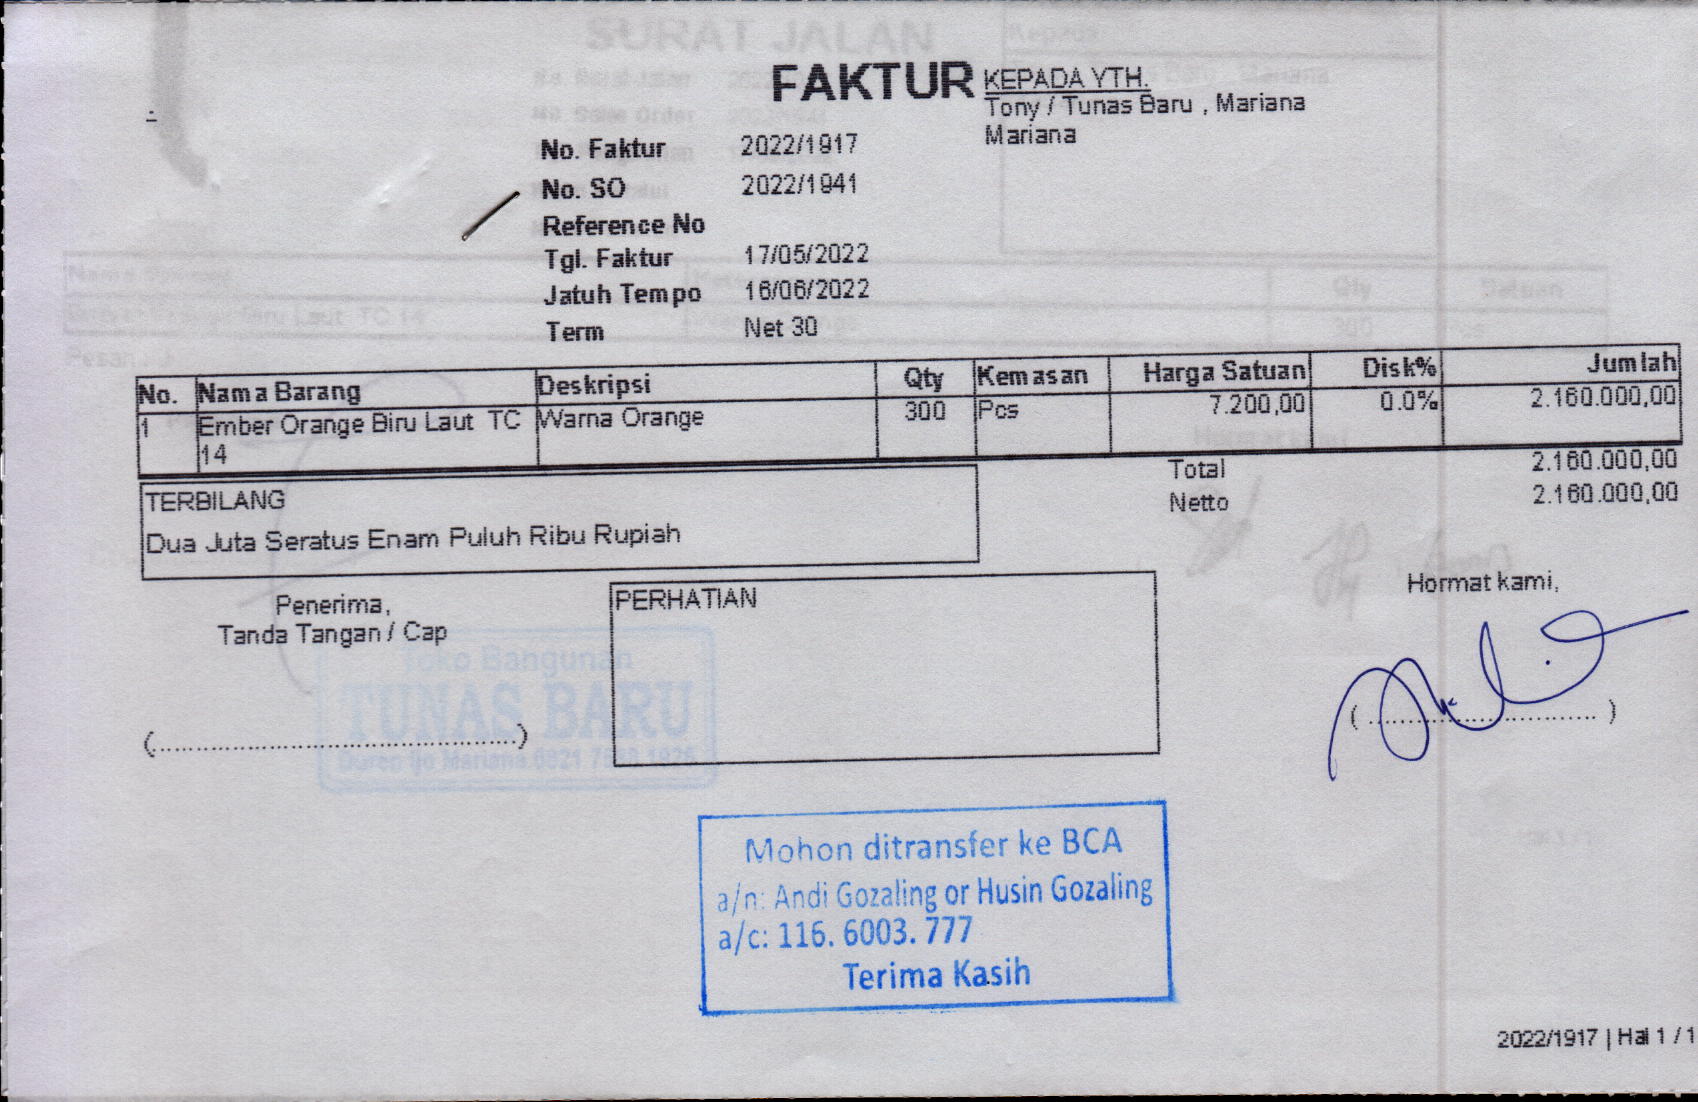 FAKTUR
KEPADA YTH.
Tony / Tunas Baru , Mariana
Mariana
No. Faktur 2022/1917
No. SO 2022/1941
Reference No
Tgl. Faktur 17/05/2022
Jatuh Tempo 16/06/2022
Term Net 30
No. Nama Barang Deskripsi Qty Kemasan Harga Satuan Disk% Jumlah
1 Ember Orange Biru Laut TC Warna Orange 300 Pcs 7.200,00 0.0% 2.160.000,00
14
Total 2.160.000,00
Netto 2.160.000,00
TERBILANG
Dua Juta Seratus Enam Puluh Ribu Rupiah
Penerima,
Tanda Tangan / Cap
PERHATIAN
Hormat kami,
Toko Bangunan
TUNAS BARU
Mohon ditransfer ke BCA
a/n: Andi Gozaling or Husin Gozaling
a/c: 116. 6003. 777
Terima Kasih
2022/1917 | Hal 1 / 1
SURAT JALAN
Kepada